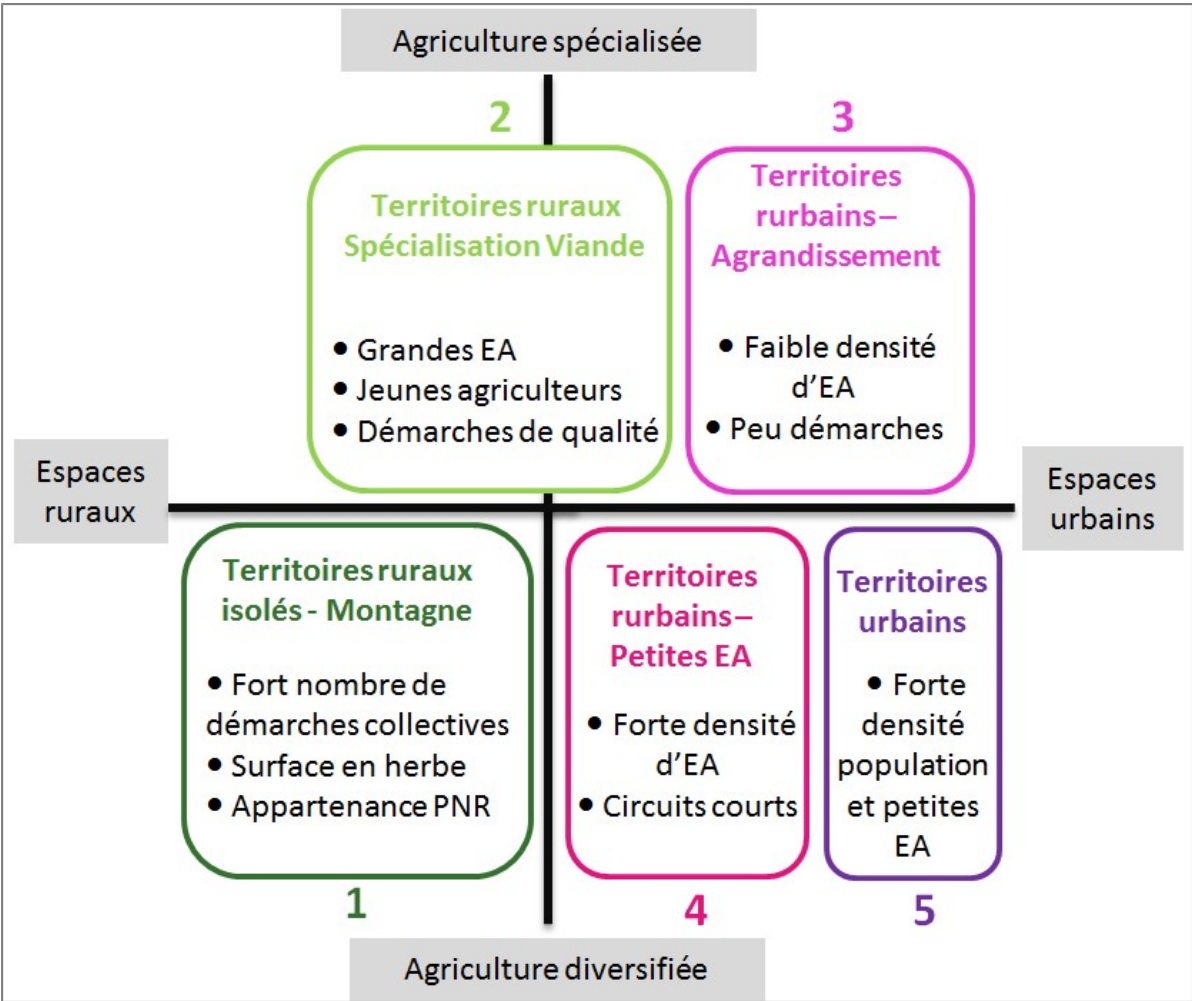 Agriculture spécialisée
2
Territoires ruraux
Spécialisation Viande
• Grandes EA
• Jeunes agriculteurs
• Démarches de qualité
3
Territoires
rurbains–
Agrandissement
• Faible densité
d’EA
• Peu démarches
Espaces
ruraux
Espaces
urbains
Territoires ruraux
isolés - Montagne
• Fort nombre de
démarches collectives
• Surface en herbe
• Appartenance PNR
1
Territoires
rurbains–
Petites EA
• Forte densité
d’EA
• Circuits courts
4
Territoires
urbains
• Forte
densité
population
et petites
EA
5
Agriculture diversifiée